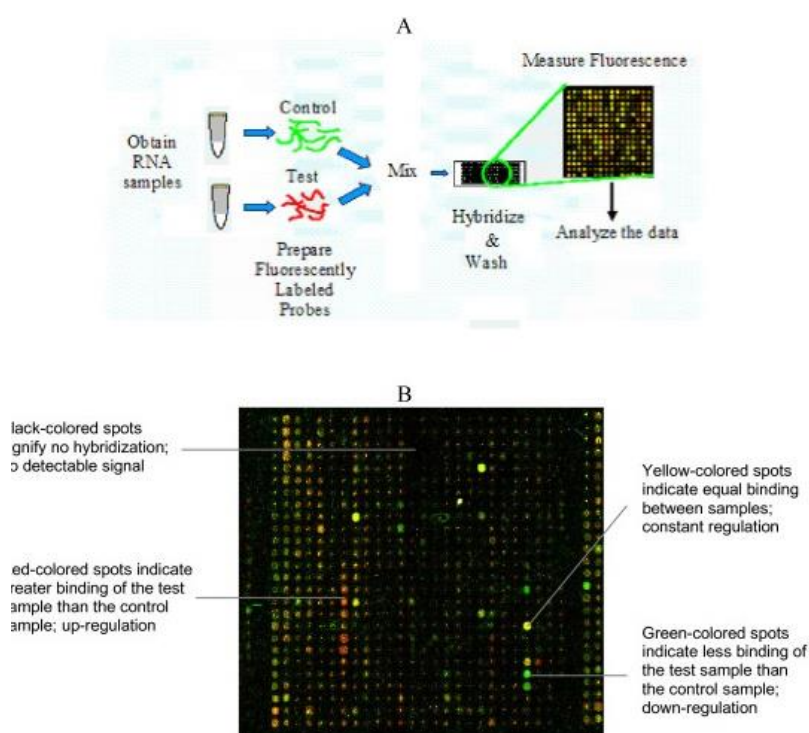 A
Measure Fluorescence
Control
Obtain
RNA
samples
Test
Mix
Prepare
Fluorescently
Labeled
Probes
Hybridize
&
Wash
Analyze the data
B
lack-colored spots
ignify no hybridization;
o detectable signal
Yellow-colored spots
indicate equal binding
between samples;
constant regulation
ed-colored spots indicate
reater binding of the test
ample than the control
ample; up-regulation
Green-colored spots
indicate less binding of
the test sample than
the control sample;
down-regulation